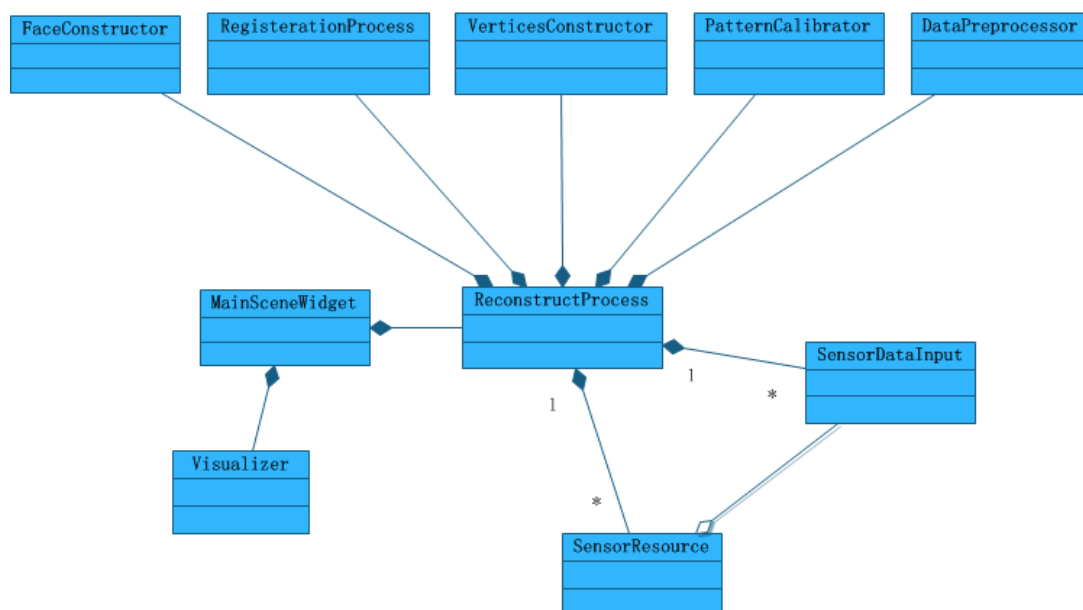 FaceConstructor
RegisterationProcess
VerticesConstructor
PatternCalibrator
DataPreprocessor
MainSceneWidget
ReconstructProcess
SensorDataInput
1
*
1
Visualizer
*
SensorResource